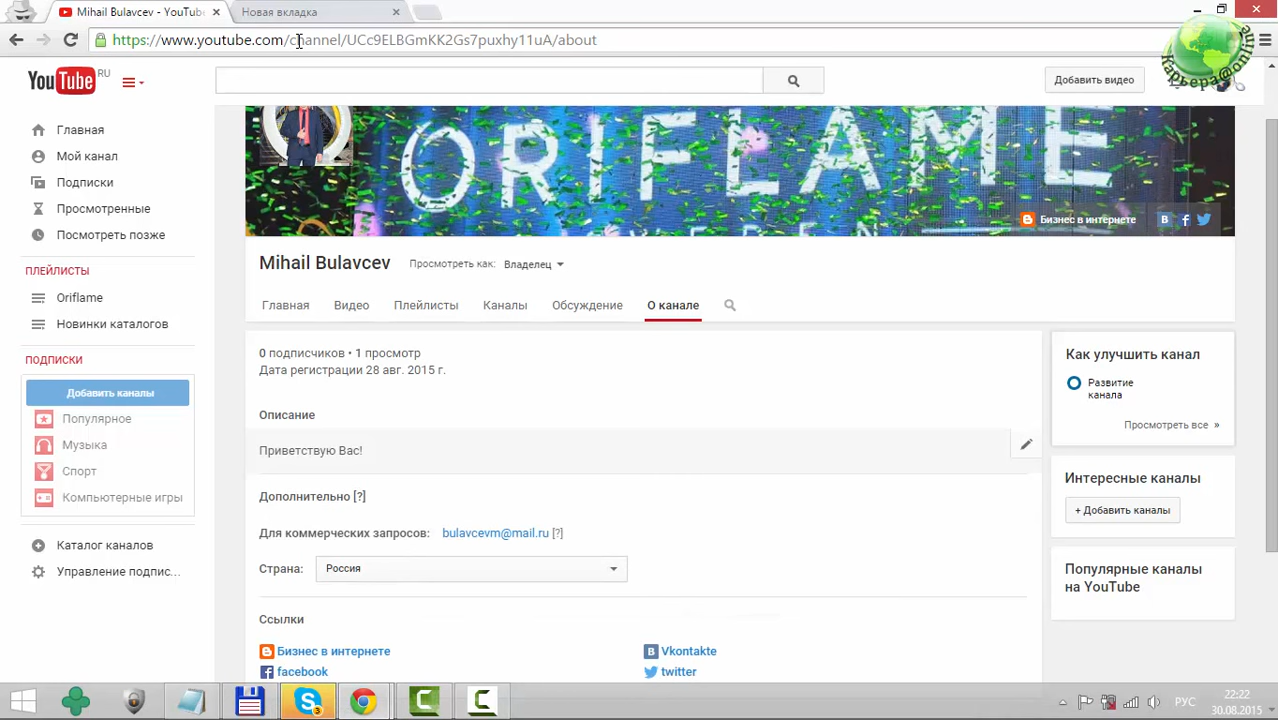 Mihail Bulavcev - YouTub
Новая вкладка
https://www.youtube.com/channel/UCc9ELBGmKK2Gs7puxhy11uA/about
Карьера@online
YouTube RU
Добавить видео
ORIFLAME
Бизнес в интернете
Главная
Мой канал
Подписки
Просмотренные
Посмотреть позже
ПЛЕЙЛИСТЫ
Oriflame
Новинки каталогов
ПОДПИСКИ
Добавить каналы
Популярное
Музыка
Спорт
Компьютерные игры
Каталог каналов
Управление подпис...
Mihail Bulavcev Просмотреть как: Владелец
Главная Видео Плейлисты Каналы Обсуждение О канале
0 подписчиков • 1 просмотр
Дата регистрации 28 авг. 2015 г.
Описание
Приветствую Вас!
Дополнительно [?]
Для коммерческих запросов: bulavcevm@mail.ru [?]
Страна: Россия
Ссылки
Бизнес в интернете Vkontakte
facebook twitter
Как улучшить канал
Развитие
канала
Просмотреть все »
Интересные каналы
+ Добавить каналы
Популярные каналы
на YouTube
РУС
22:22
30.08.2015